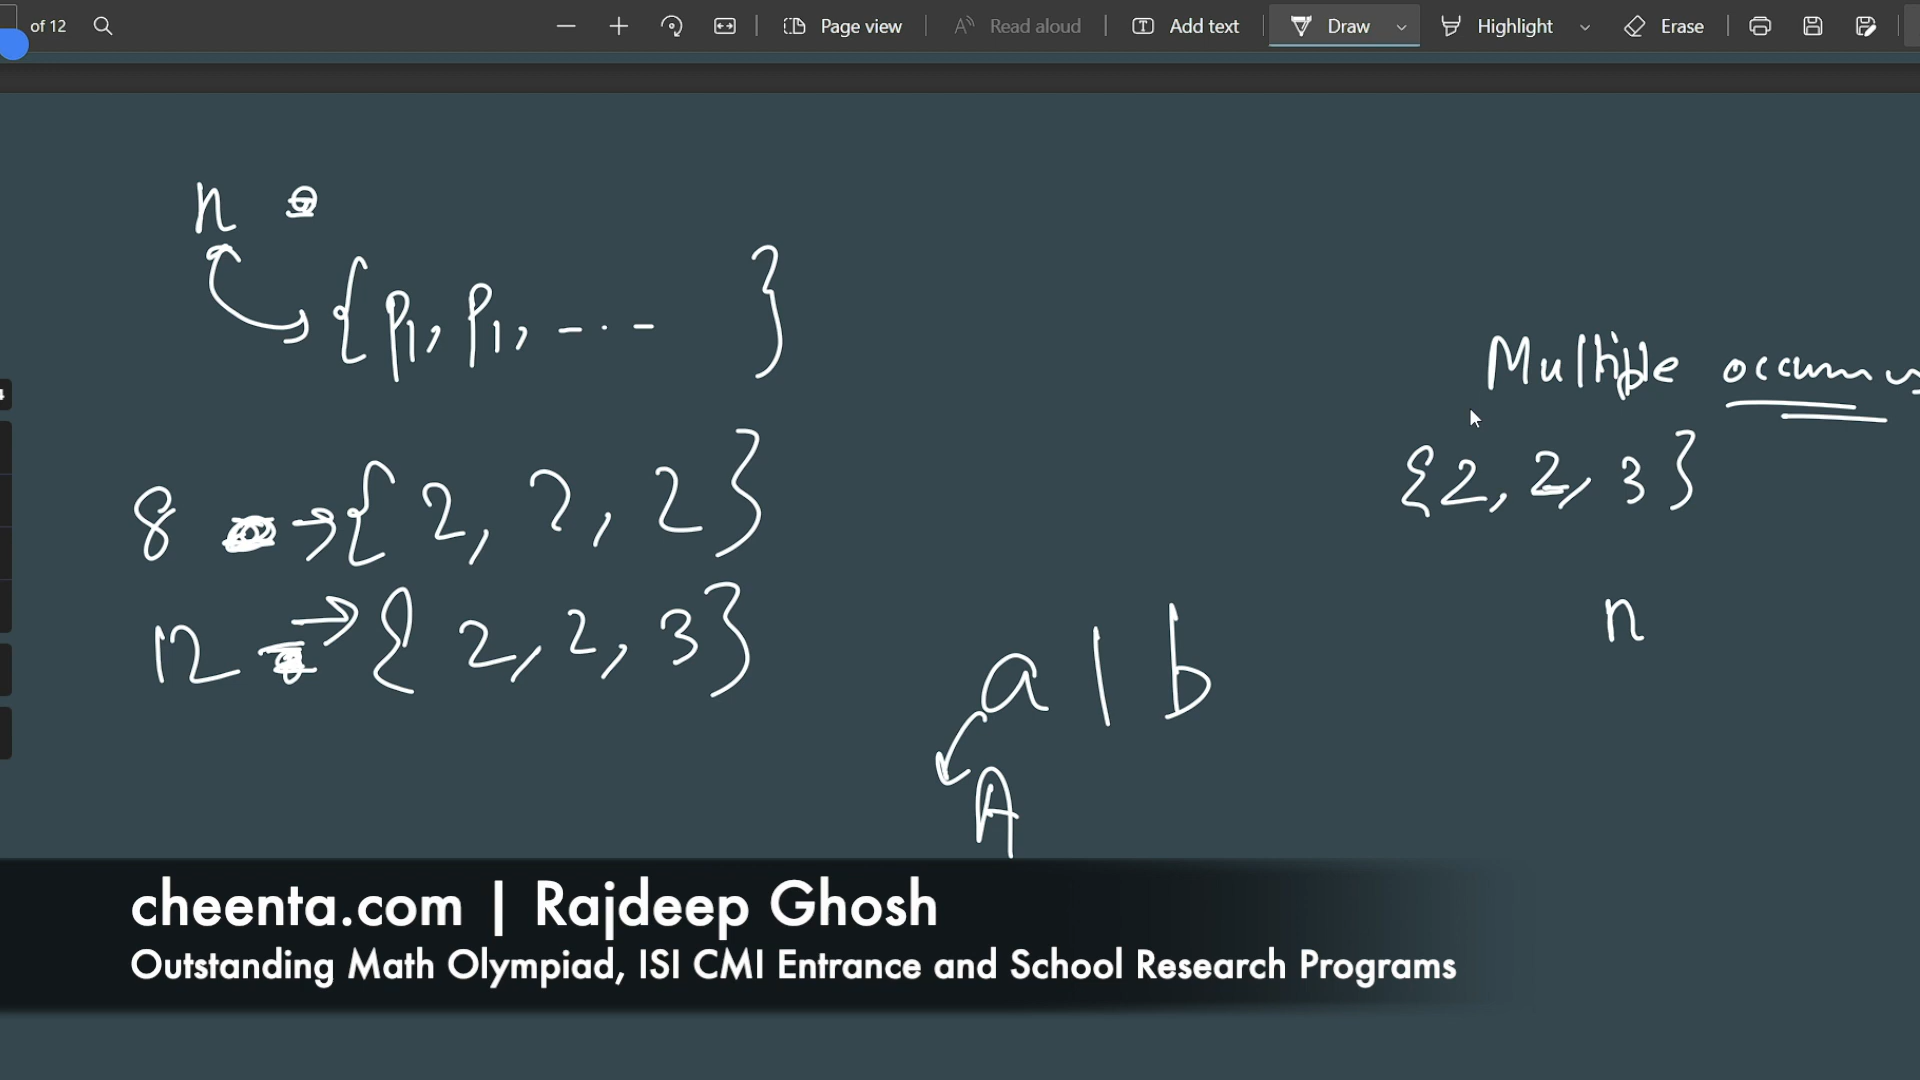 of 12 Page view Read aloud Add text Draw Highlight Erase
n
{ p1, p1, - · - }
Multiple
{2, 2, 3}
8 → { 2, 2, 2 }
12 → { 2, 2, 3 }
n
a | b
A
cheenta.com | Rajdeep Ghosh
Outstanding Math Olympiad, ISI CMI Entrance and School Research Programs